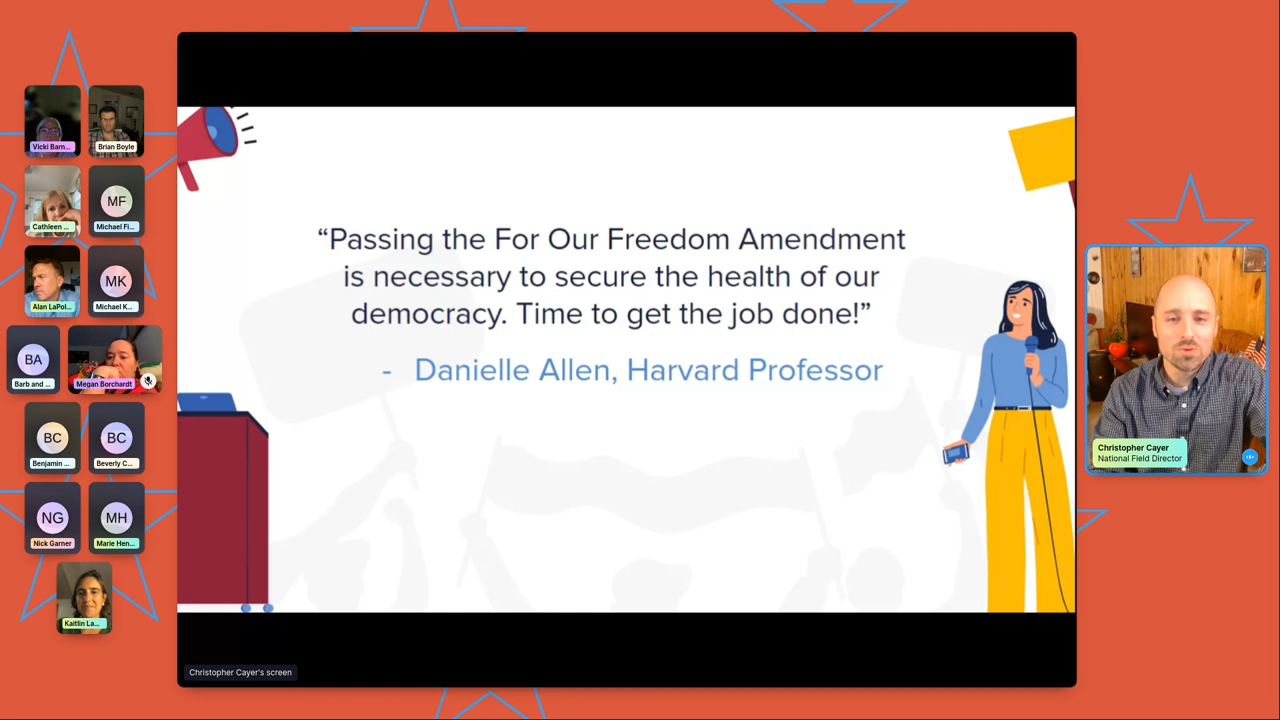 Vicki Barn...
Brian Boyle
Cathleen ...
MF
Michael Fi...
Alan LaPol...
MK
Michael K...
BA
Barb and ...
Megan Borchardt
BC
Benjamin ...
BC
Beverly C...
NG
Nick Garner
MH
Marie Hen...
Kaitlin La...
“Passing the For Our Freedom Amendment
is necessary to secure the health of our
democracy. Time to get the job done!”
- Danielle Allen, Harvard Professor
Christopher Cayer's screen
Christopher Cayer
National Field Director